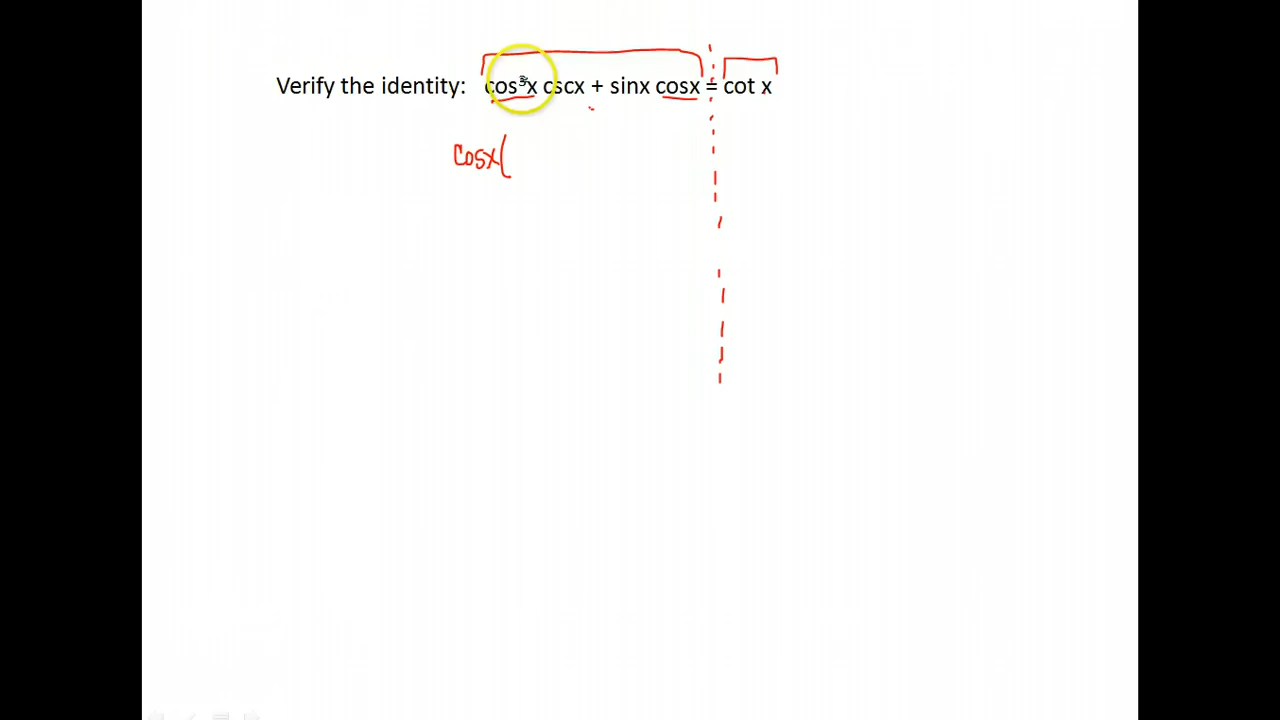 Verify the identity: cos³x cscx + sinx cosx = cot x
cosx(